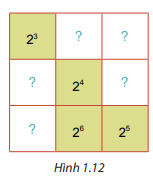 2³ ? ?
? 2⁴ ?
? 2⁶ 2⁵
Hình 1.12